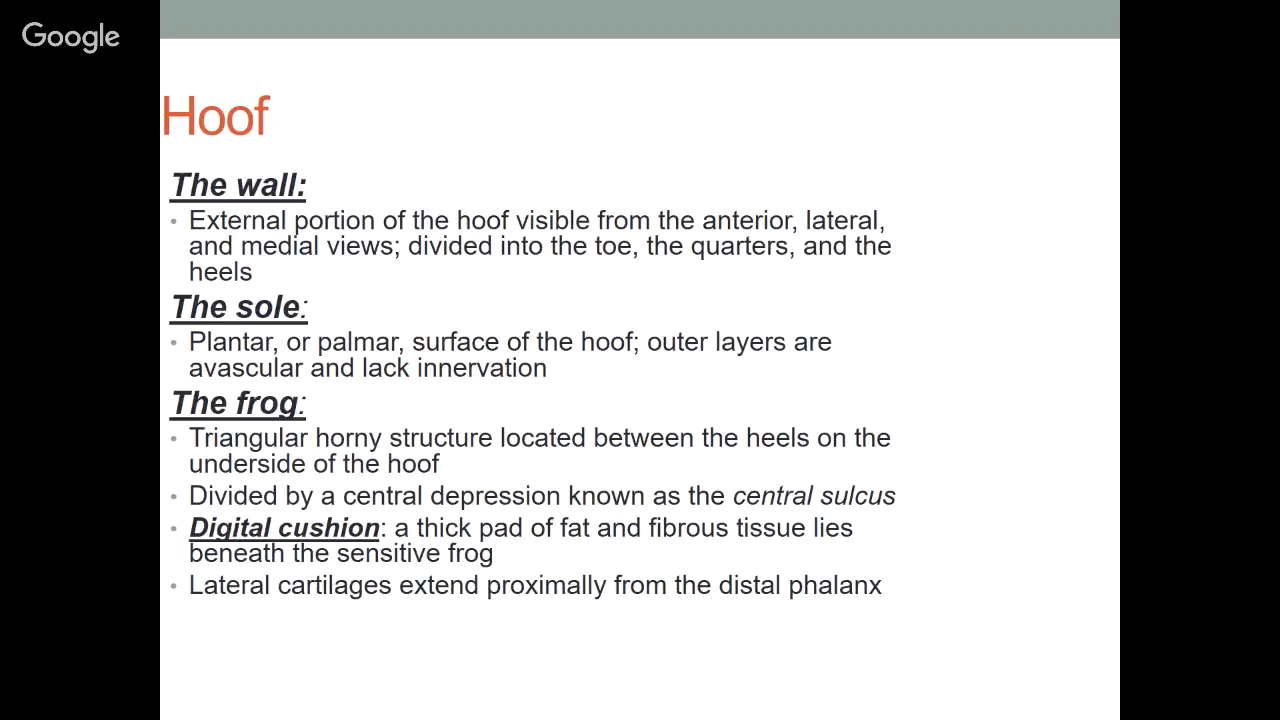 Google
Hoof
The wall:
• External portion of the hoof visible from the anterior, lateral,
and medial views; divided into the toe, the quarters, and the
heels
The sole:
• Plantar, or palmar, surface of the hoof; outer layers are
avascular and lack innervation
The frog:
• Triangular horny structure located between the heels on the
underside of the hoof
• Divided by a central depression known as the central sulcus
• Digital cushion: a thick pad of fat and fibrous tissue lies
beneath the sensitive frog
• Lateral cartilages extend proximally from the distal phalanx